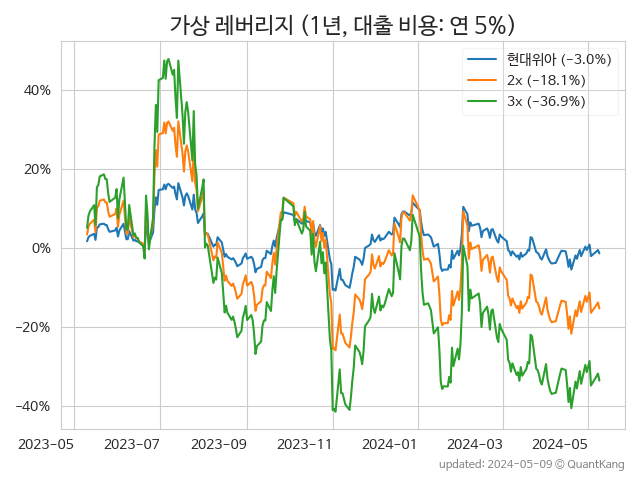 가상 레버리지 (1년, 대출 비용: 연 5%)
현대위아 (−3.0%)
2x (−18.1%)
3x (−36.9%)
40%
20%
0%
−20%
−40%
2023-05 2023-07 2023-09 2023-11 2024-01 2024-03 2024-05
updated: 2024-05-09 © QuantKang